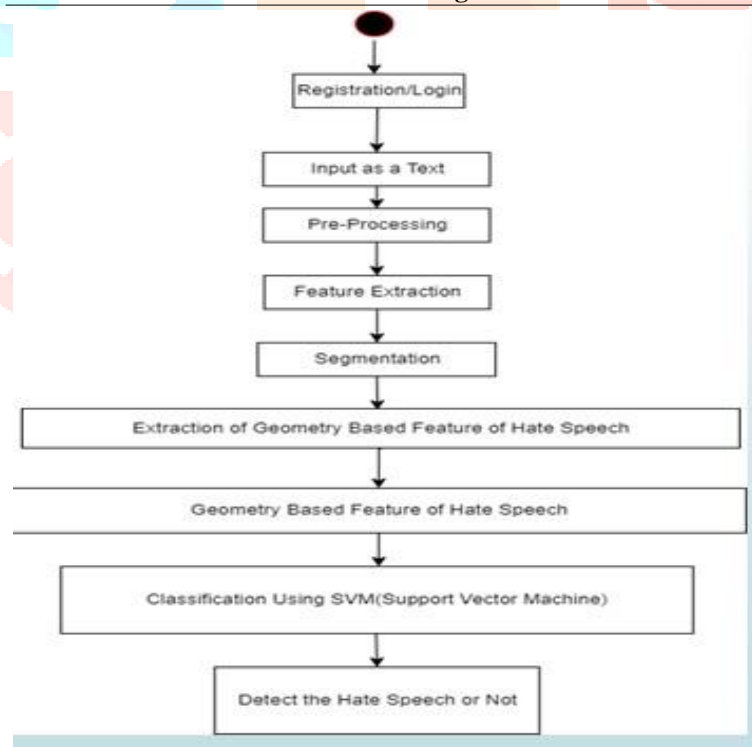 Registration/Login
Input as a Text
Pre-Processing
Feature Extraction
Segmentation
Extraction of Geometry Based Feature of Hate Speech
Geometry Based Feature of Hate Speech
Classification Using SVM(Support Vector Machine)
Detect the Hate Speech or Not